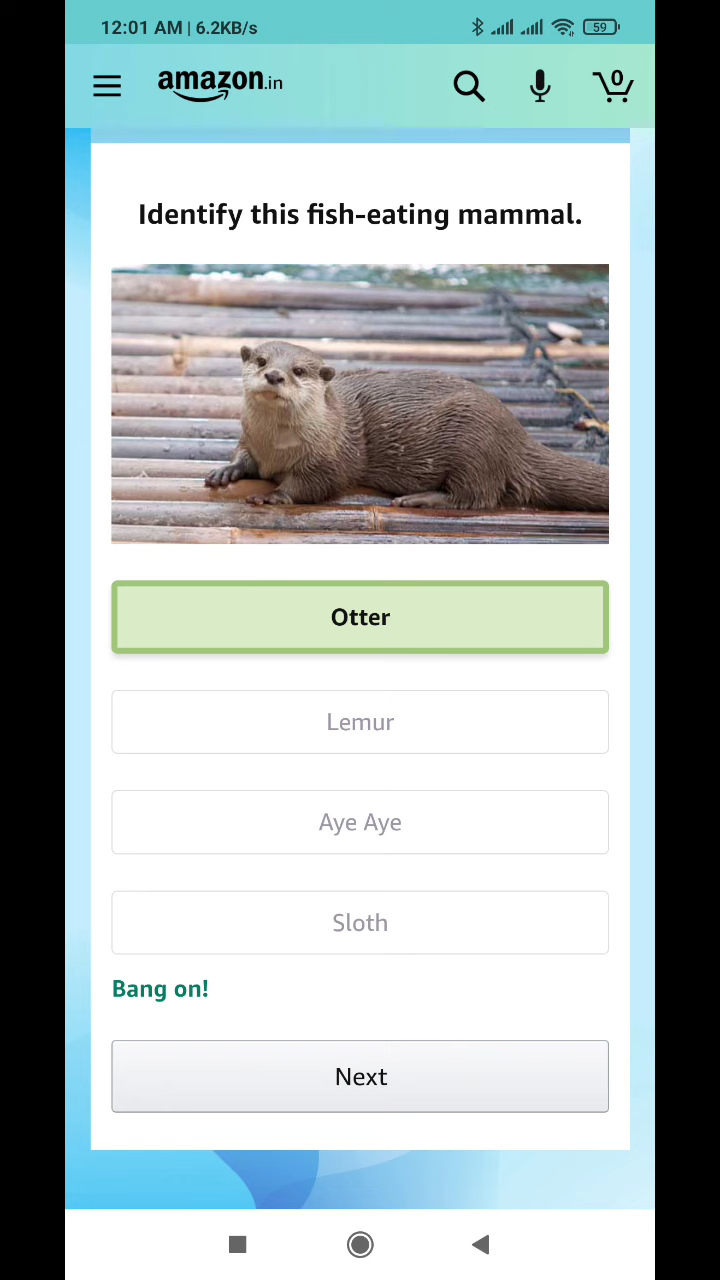 12:01 AM | 6.2KB/s 59
amazon.in 0
Identify this fish-eating mammal.
Otter
Lemur
Aye Aye
Sloth
Bang on!
Next